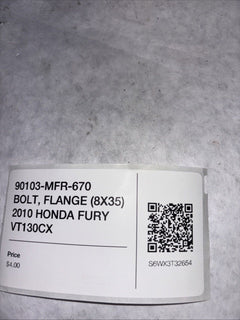 90103-MFR-670
BOLT, FLANGE (8X35)
2010 HONDA FURY
VT130CX
Price
$4.00
S6WX3T32654